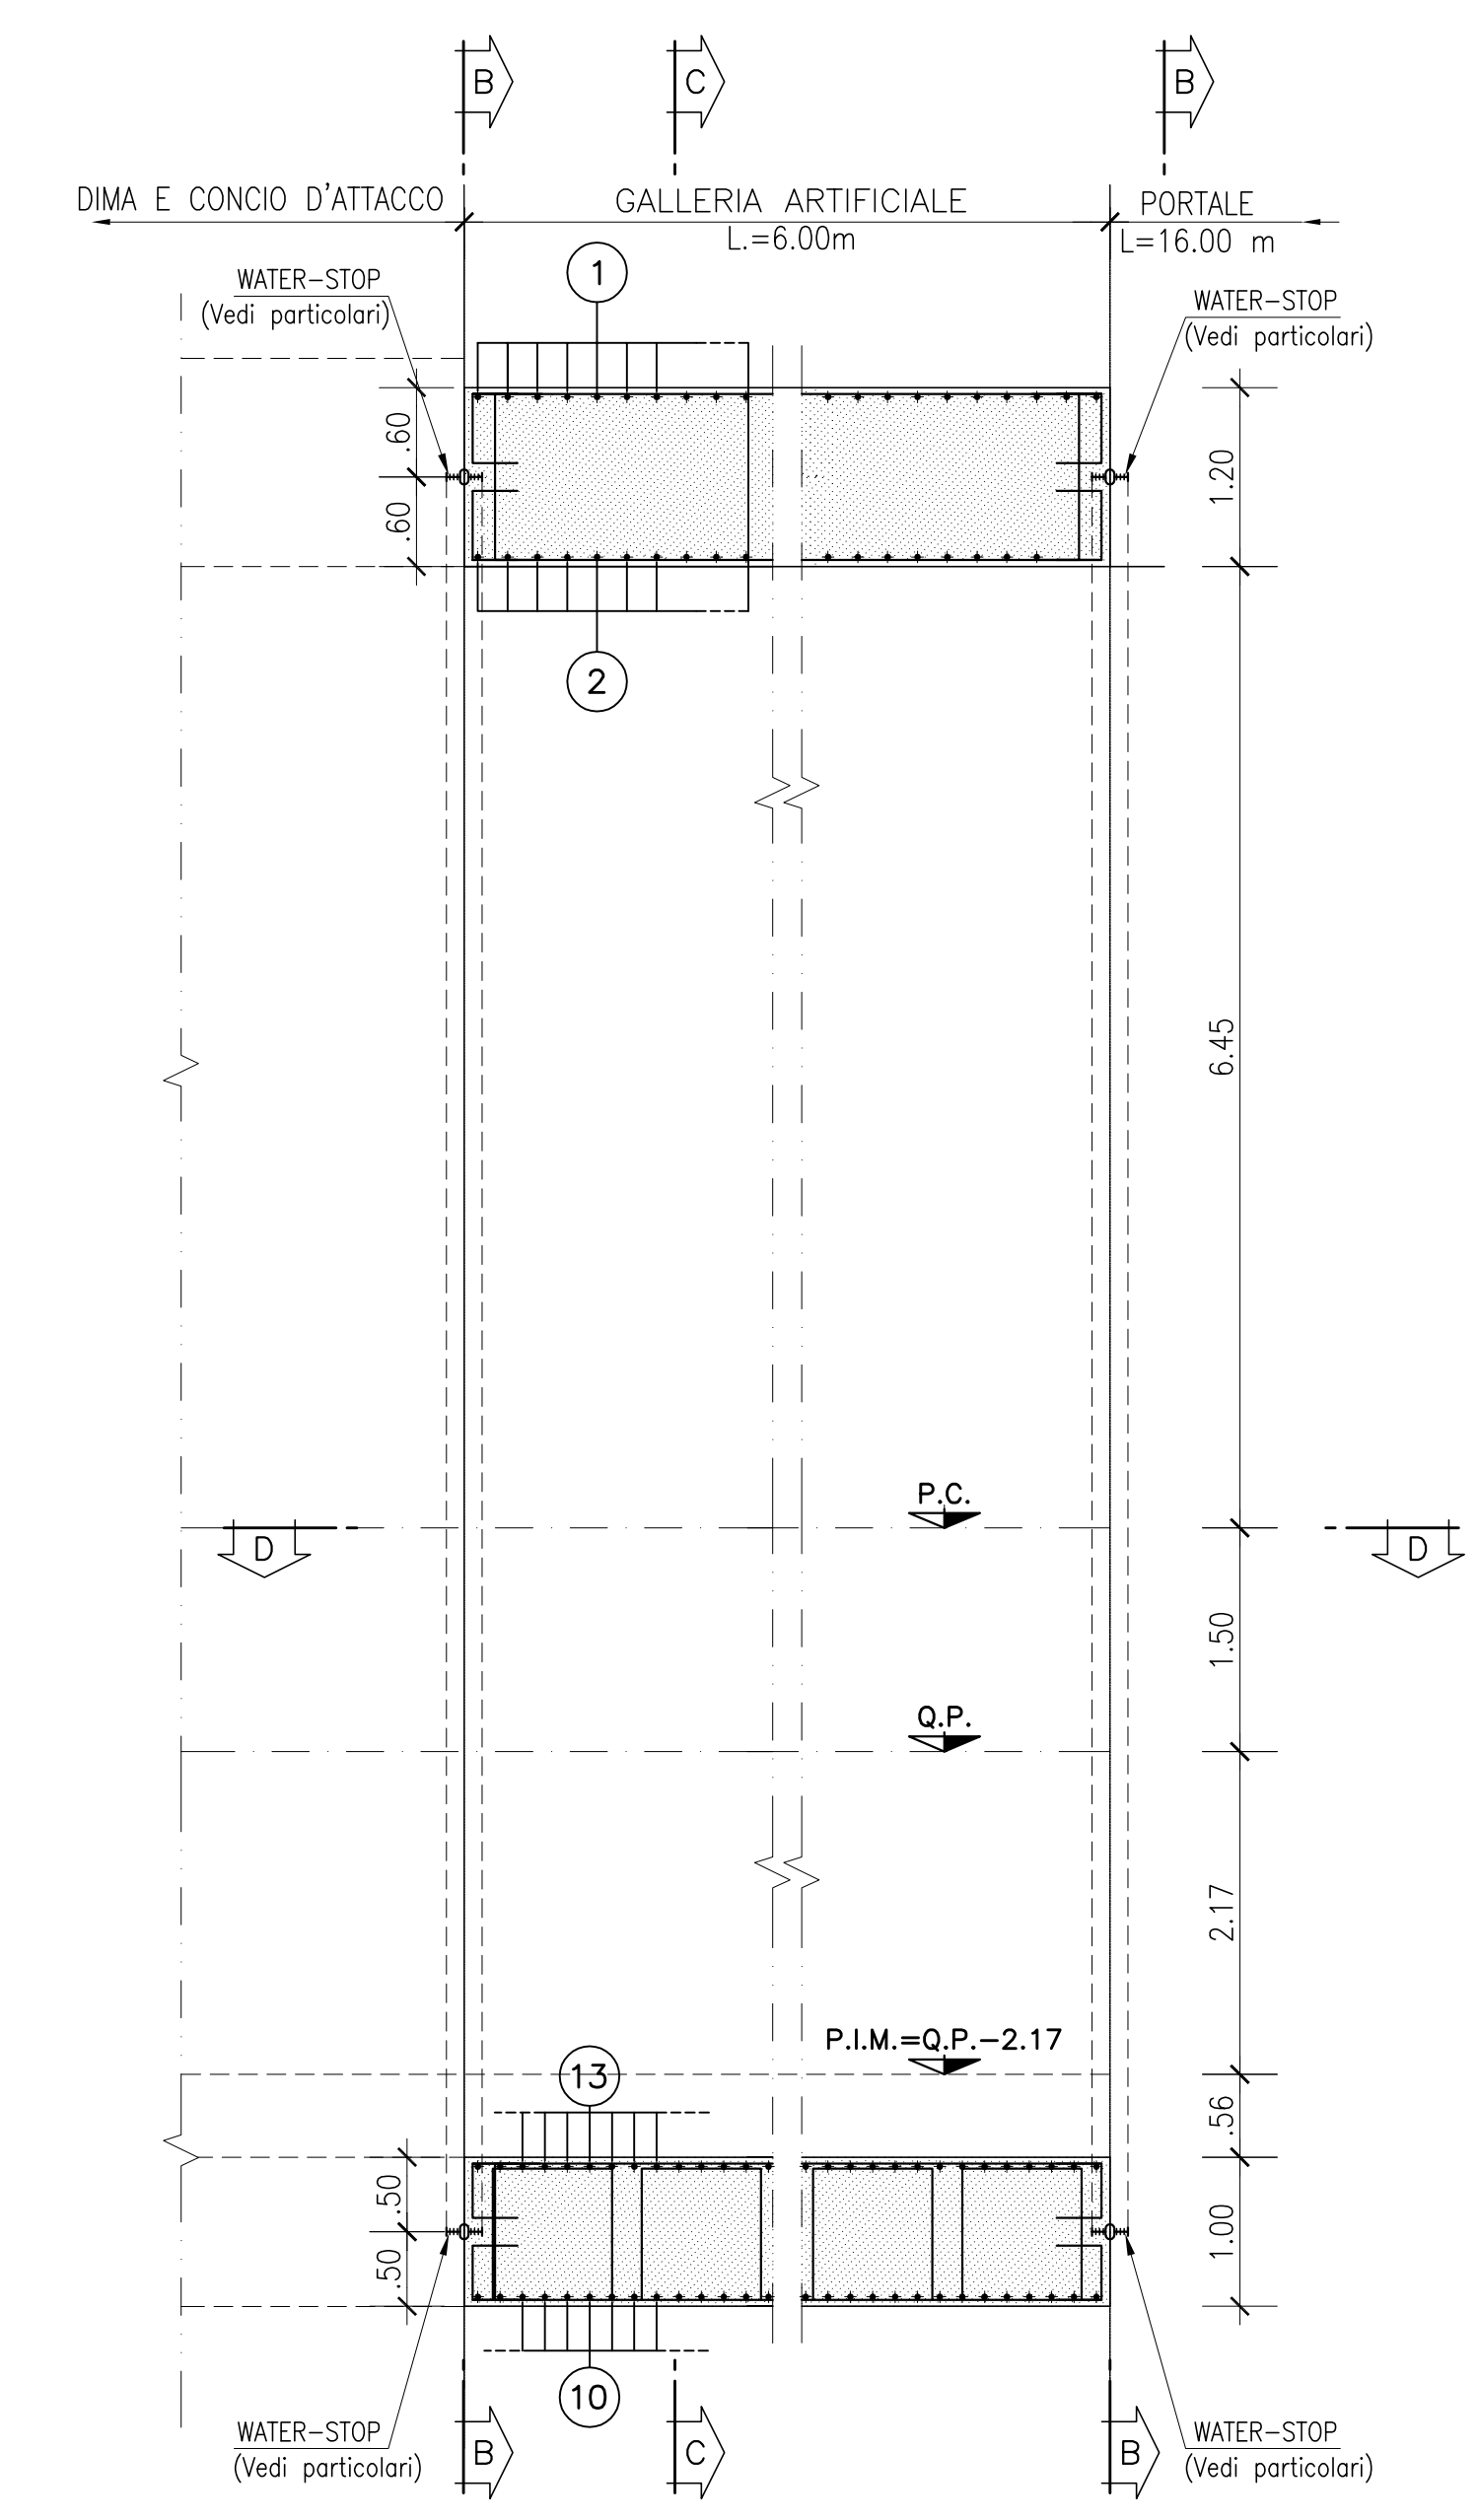 B
C
B
DIMA E CONCIO D'ATTACCO
GALLERIA ARTIFICIALE
L.=6.00m
PORTALE
L=16.00 m
WATER-STOP
(Vedi particolari)
1
WATER-STOP
(Vedi particolari)
.60
.60
1.20
2
6.45
P.C.
D
D
1.50
Q.P.
2.17
P.I.M.=Q.P.-2.17
13
.56
.50
.50
1.00
10
WATER-STOP
(Vedi particolari)
B
C
B
WATER-STOP
(Vedi particolari)